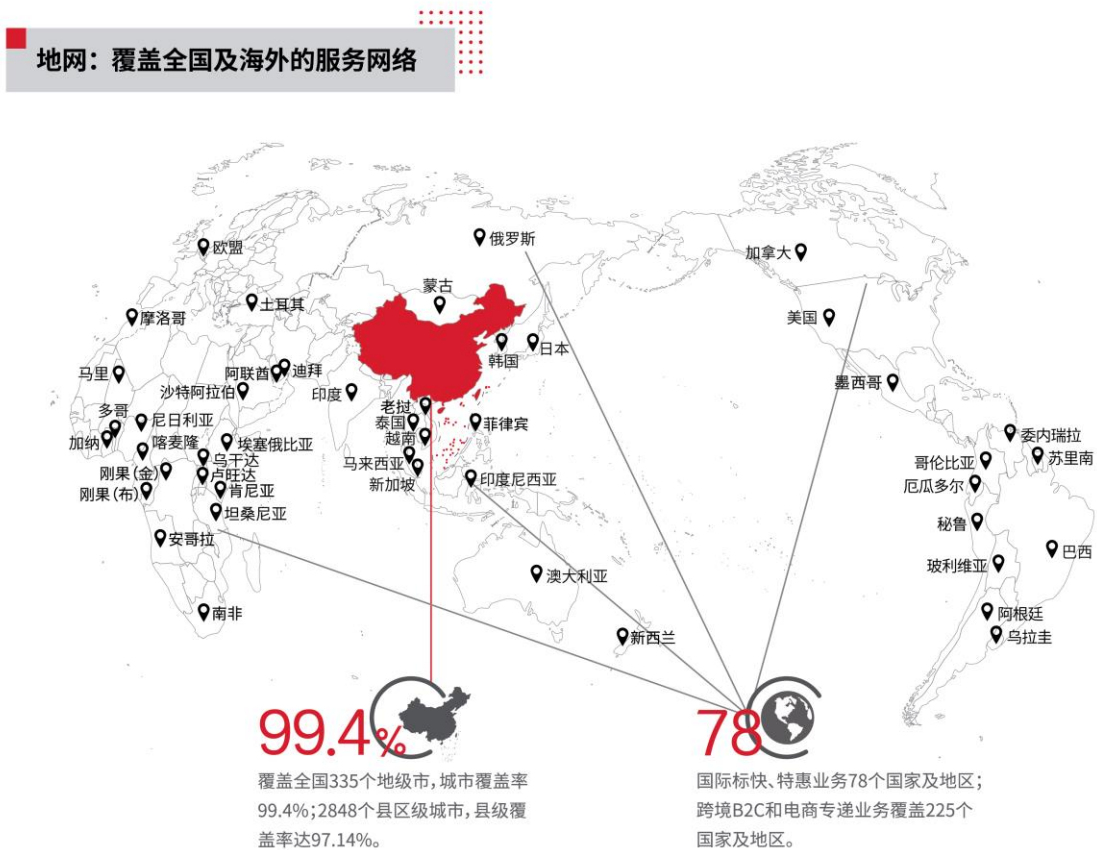 地网：覆盖全国及海外的服务网络
俄罗斯
欧盟
加拿大
蒙古
土耳其
摩洛哥
美国
日本
韩国
迪拜
阿联酋
马里
墨西哥
沙特阿拉伯
印度
老挝
多哥
尼日利亚
泰国
菲律宾
委内瑞拉
加纳
喀麦隆
埃塞俄比亚
越南
苏里南
乌干达
马来西亚
哥伦比亚
刚果（金）
卢旺达
新加坡
印度尼西亚
厄瓜多尔
刚果（布）
肯尼亚
坦桑尼亚
秘鲁
安哥拉
巴西
玻利维亚
澳大利亚
南非
阿根廷
新西兰
乌拉圭
99.4%
覆盖全国335个地级市，城市覆盖率
99.4%；2848个县区级城市，县级覆
盖率达97.14%。
78
国际标快、特惠业务78个国家及地区；
跨境B2C和电商专递业务覆盖225个
国家及地区。